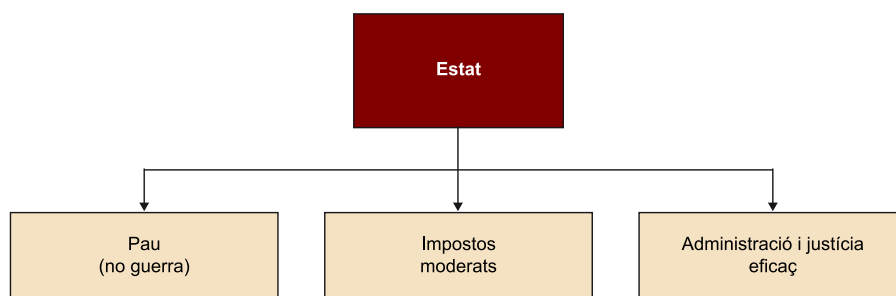 Estat
Pau
(no guerra)
Impostos
moderats
Administració i justícia
eficaç